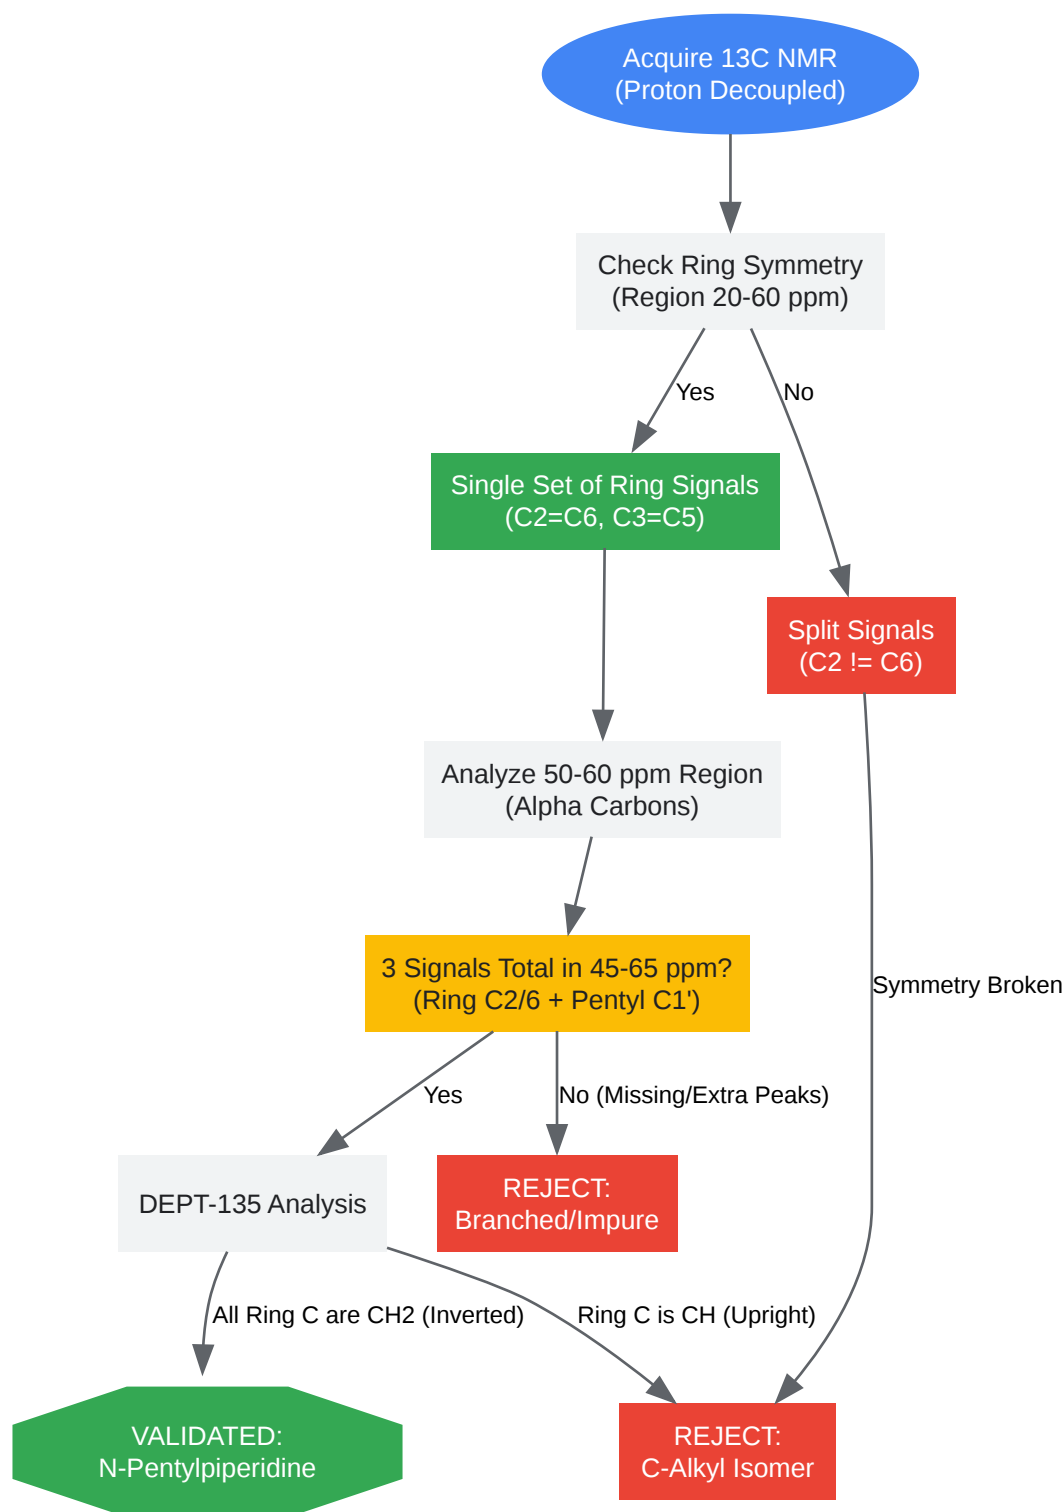 Acquire 13C NMR
(Proton Decoupled)
Check Ring Symmetry
(Region 20-60 ppm)
Yes
No
Single Set of Ring Signals
(C2=C6, C3=C5)
Split Signals
(C2 != C6)
Analyze 50-60 ppm Region
(Alpha Carbons)
3 Signals Total in 45-65 ppm?
(Ring C2/6 + Pentyl C1')
Symmetry Broken
Yes
No (Missing/Extra Peaks)
DEPT-135 Analysis
REJECT:
Branched/Impure
All Ring C are CH2 (Inverted)
Ring C is CH (Upright)
VALIDATED:
N-Pentylpiperidine
REJECT:
C-Alkyl Isomer